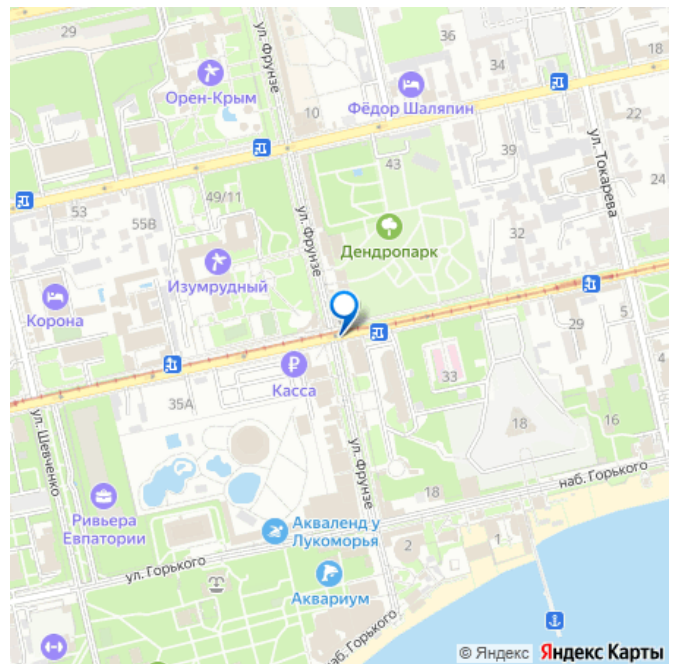 29
ул. Фрунзе
36
18
34
Орен-Крым
Фёдор Шаляпин
10
22
39
ул. Токарева
43
24
49/11
53
55В
ул. Фрунзе
32
Дендропарк
Изумрудный
Корона
5
29
4
Касса
33
35А
18
16
ул. Шевченко
ул. Фрунзе
наб. Горького
18
Ривьера
Евпатории
Акваленд у
Лукоморья
2
1
ул. Горького
Аквариум
наб. Горького
© Яндекс Яндекс Карты